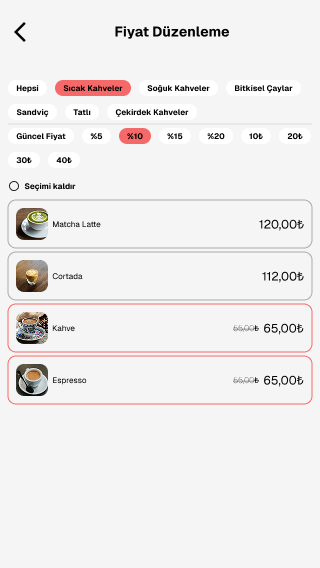 Fiyat Düzenleme
Hepsi Sıcak Kahveler Soğuk Kahveler Bitkisel Çaylar
Sandviç Tatlı Çekirdek Kahveler
Güncel Fiyat %5 %10 %15 %20 10₺ 20₺
30₺ 40₺
Seçimi kaldır
Matcha Latte 120,00₺
Cortada 112,00₺
Kahve 55,00₺ 65,00₺
Espresso 55,00₺ 65,00₺